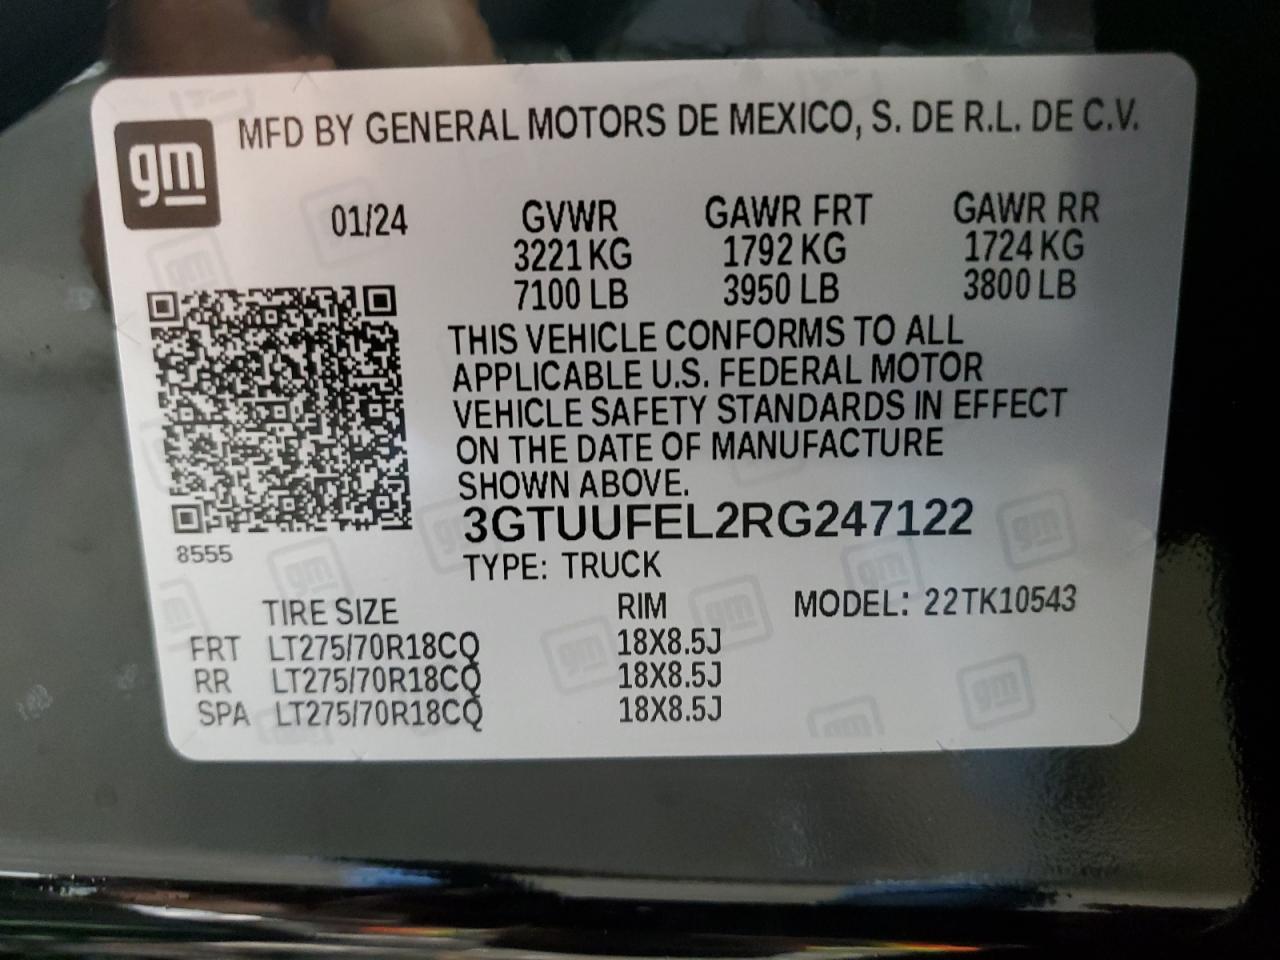 gm
MFD BY GENERAL MOTORS DE MEXICO, S. DE R.L. DE C.V.
01/24 GVWR GAWR FRT GAWR RR
3221 KG 1792 KG 1724 KG
7100 LB 3950 LB 3800 LB
THIS VEHICLE CONFORMS TO ALL
APPLICABLE U.S. FEDERAL MOTOR
VEHICLE SAFETY STANDARDS IN EFFECT
ON THE DATE OF MANUFACTURE
SHOWN ABOVE.
3GTUUFEL2RG247122
8555
TYPE: TRUCK
TIRE SIZE RIM MODEL: 22TK10543
FRT LT275/70R18CQ 18X8.5J
RR LT275/70R18CQ 18X8.5J
SPA LT275/70R18CQ 18X8.5J